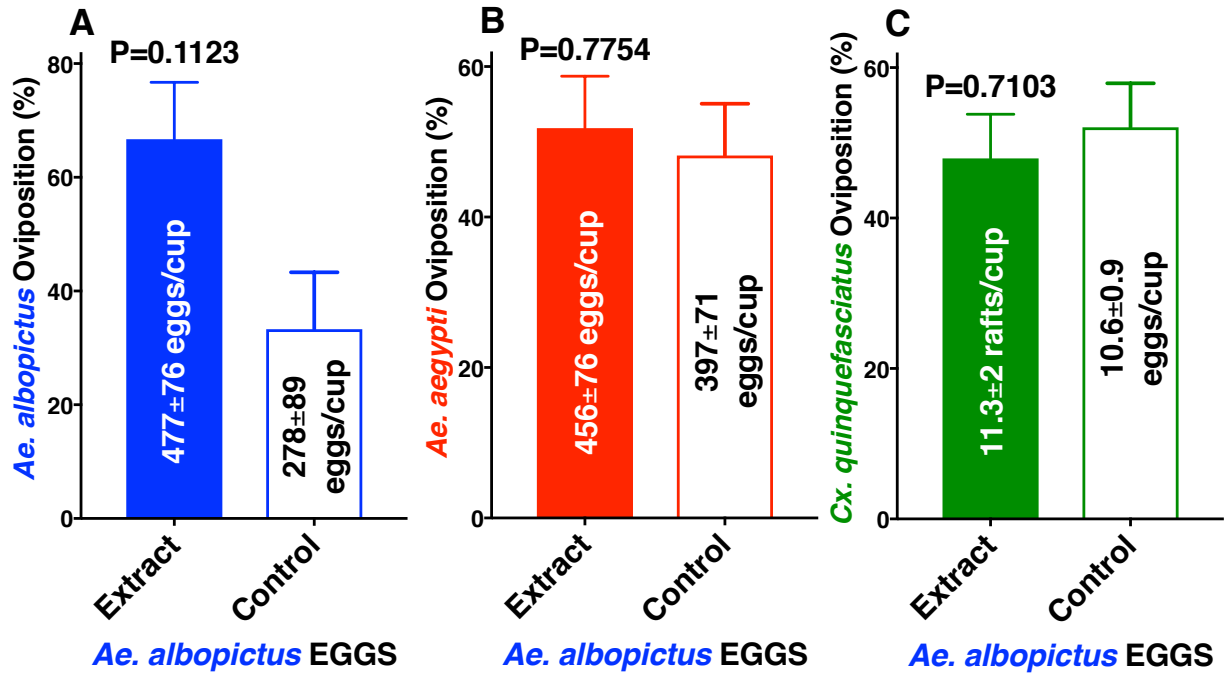 A
P=0.1123
Ae. albopictus Oviposition (%)
80
60
40
20
0
477±76 eggs/cup
278±89
eggs/cup
Extract
Control
Ae. albopictus EGGS
B
P=0.7754
Ae. aegypti Oviposition (%)
60
40
20
0
456±76 eggs/cup
397±71
eggs/cup
Extract
Control
Ae. albopictus EGGS
C
P=0.7103
Cx. quinquefasciatus Oviposition (%)
60
40
20
0
11.3±2 rafts/cup
10.6±0.9
eggs/cup
Extract
Control
Ae. albopictus EGGS